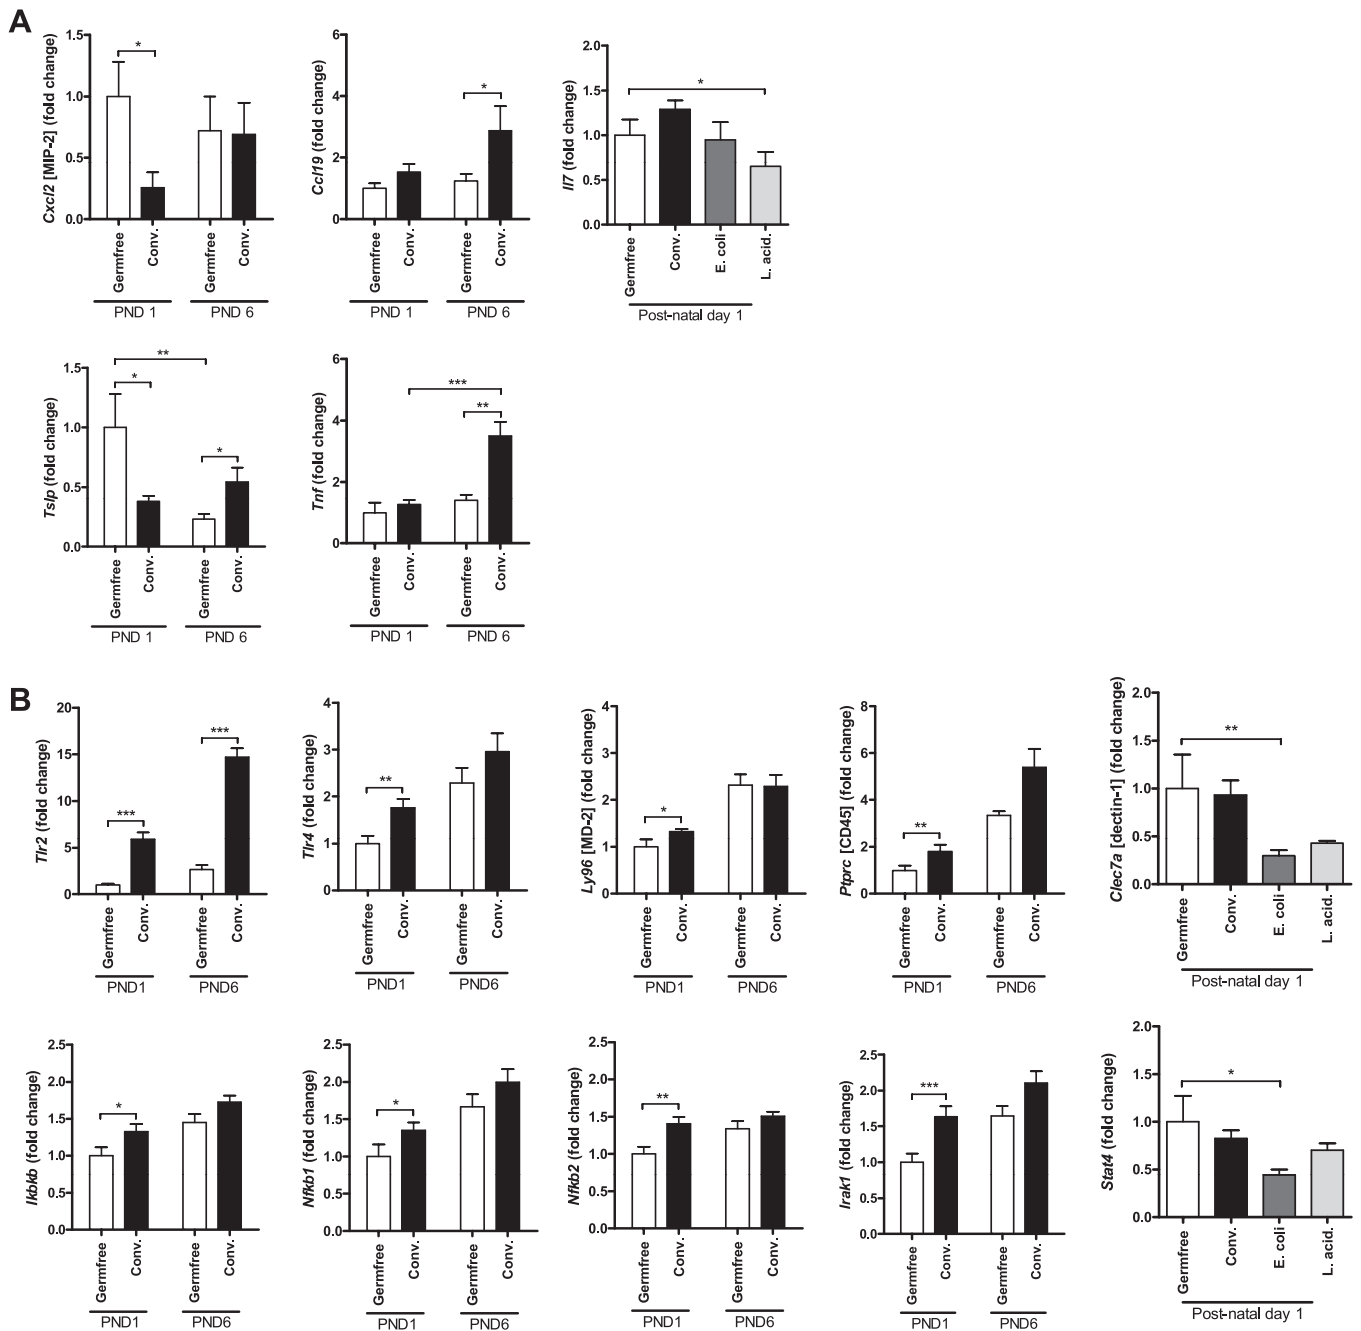 A
Cxcl2 [MIP-2] (fold change)
1.5
1.0
0.5
0.0
*
Germfree
Conv.
Germfree
Conv.
PND 1
PND 6
Ccl19 (fold change)
6
4
2
0
*
Germfree
Conv.
Germfree
Conv.
PND 1
PND 6
Il7 (fold change)
2.0
1.5
1.0
0.5
0.0
*
Germfree
Conv.
E. coli
L. acid.
Post-natal day 1
Tslp (fold change)
1.5
1.0
0.5
0.0
**
*
*
Germfree
Conv.
Germfree
Conv.
PND 1
PND 6
Tnf (fold change)
6
4
2
0
***
**
Germfree
Conv.
Germfree
Conv.
PND 1
PND 6
B
Tlr2 (fold change)
20
15
10
5
0
***
***
Germfree
Conv.
Germfree
Conv.
PND1
PND6
Tlr4 (fold change)
4
3
2
1
0
**
Germfree
Conv.
Germfree
Conv.
PND1
PND6
Ly96 [MD-2] (fold change)
4
3
2
1
0
*
Germfree
Conv.
Germfree
Conv.
PND1
PND6
Ptprc [CD45] (fold change)
8
6
4
2
0
**
Germfree
Conv.
Germfree
Conv.
PND1
PND6
Clec7a [dectin-1] (fold change)
2.0
1.5
1.0
0.5
0.0
**
Germfree
Conv.
E. coli
L. acid.
Post-natal day 1
Ikbkb (fold change)
2.5
2.0
1.5
1.0
0.5
0.0
*
Germfree
Conv.
Germfree
Conv.
PND1
PND6
Nfkb1 (fold change)
2.5
2.0
1.5
1.0
0.5
0.0
*
Germfree
Conv.
Germfree
Conv.
PND1
PND6
Nfkb2 (fold change)
2.5
2.0
1.5
1.0
0.5
0.0
**
Germfree
Conv.
Germfree
Conv.
PND1
PND6
Irak1 (fold change)
2.5
2.0
1.5
1.0
0.5
0.0
***
Germfree
Conv.
Germfree
Conv.
PND1
PND6
Stat4 (fold change)
2.0
1.5
1.0
0.5
0.0
*
Germfree
Conv.
E. coli
L. acid.
Post-natal day 1